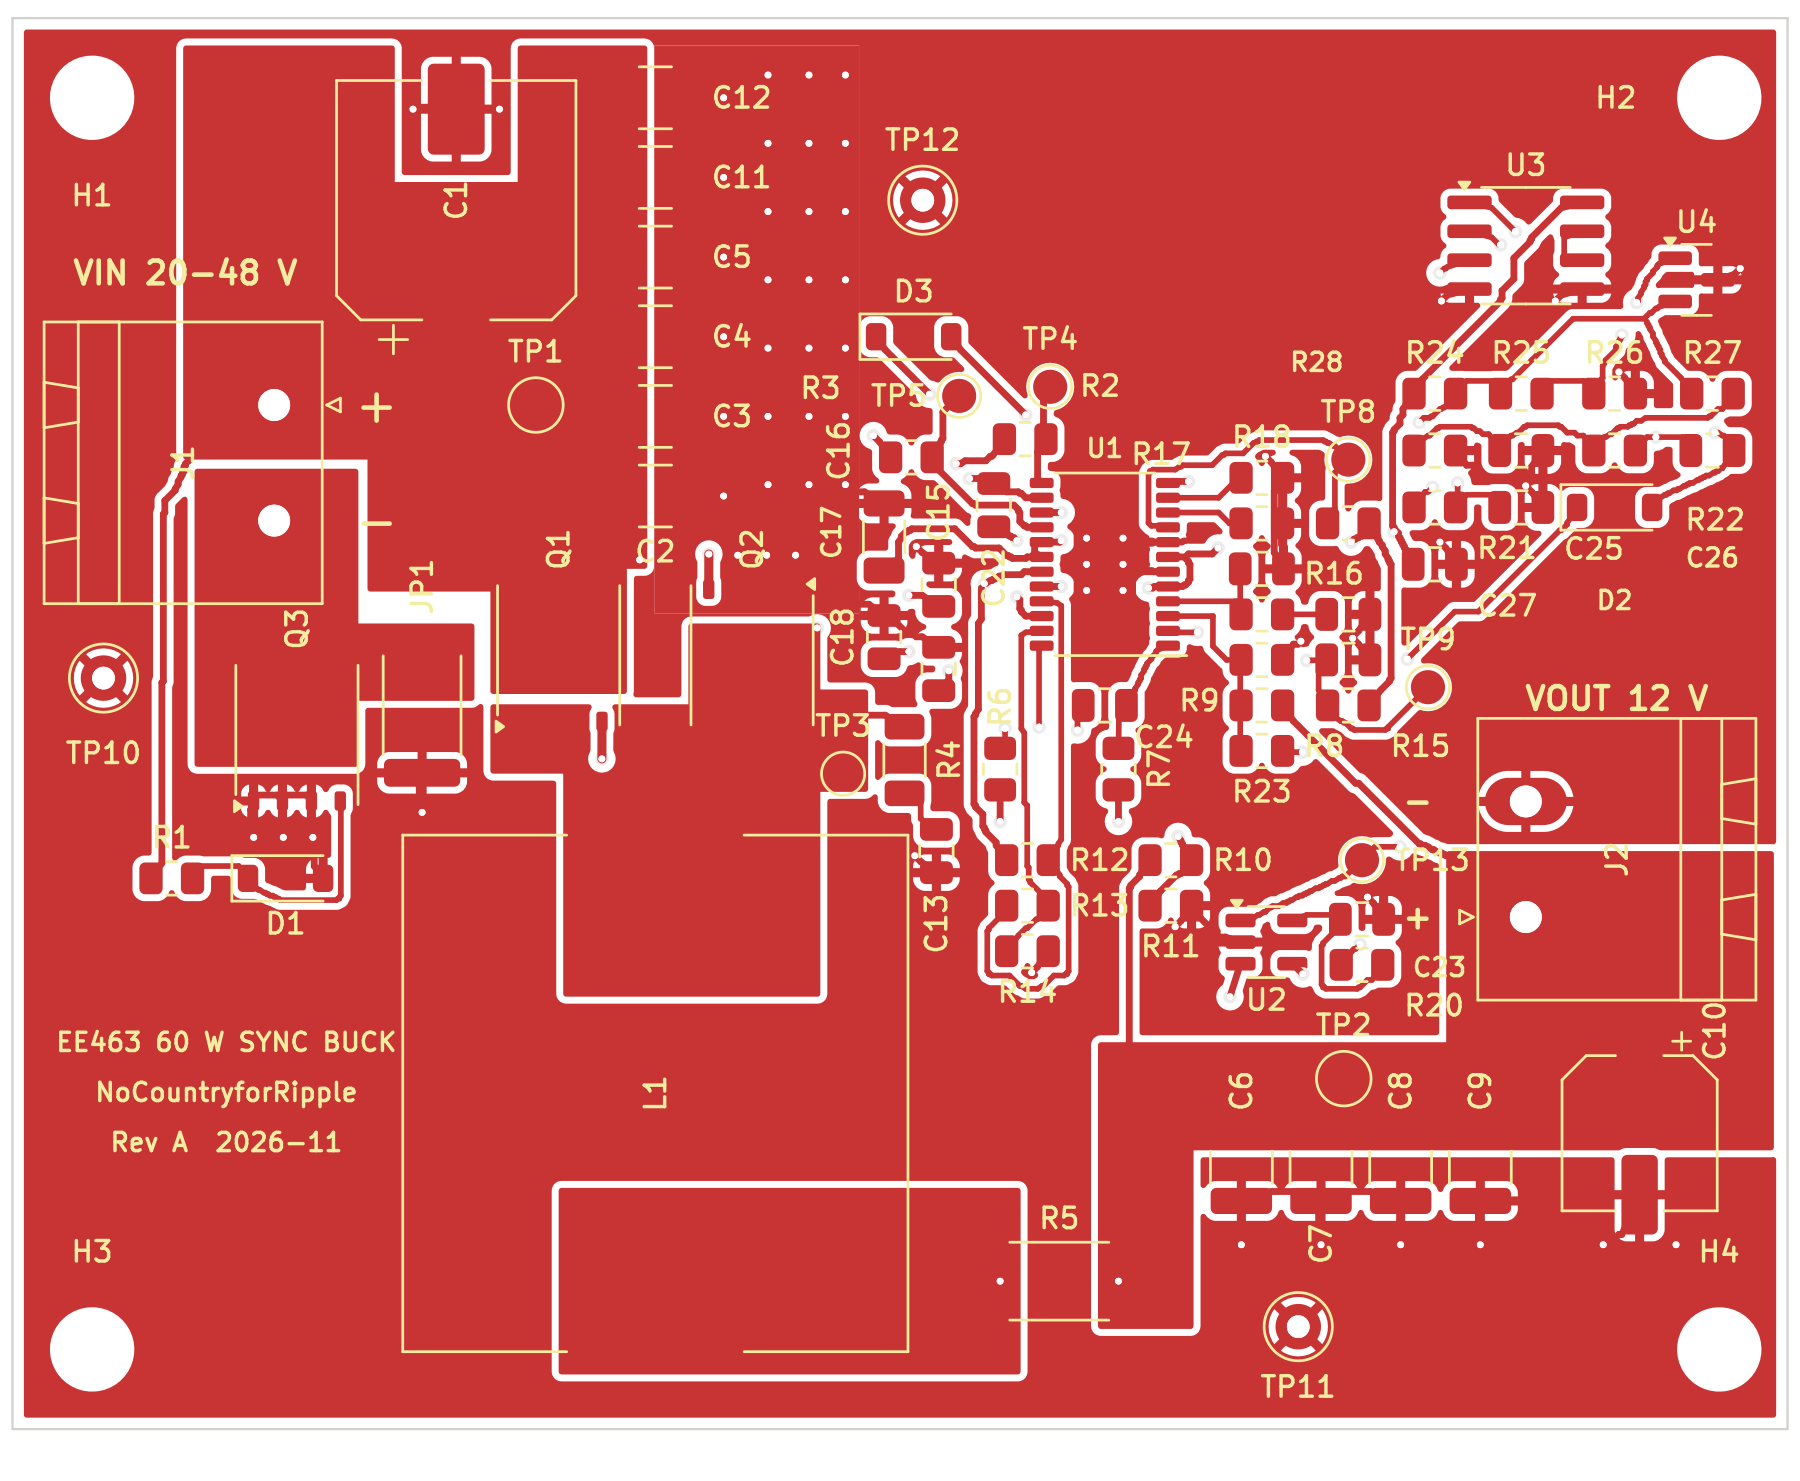 C12
H2
TP12
C11
U3
H1
C1
U4
C5
VIN 20-48 V
D3
C4
TP1
TP4
R28
R24
R25
R26
R27
R3
TP5
R2
TP8
+
C3
C16
R18
U1
R17
J1
C15
C17
R22
−
Q1
C2
Q2
R21
C25
C26
JP1
C22
R16
D2
C27
Q3
C18
TP9
R6
R9
VOUT 12 V
TP3
C24
R8
R15
TP10
R4
R7
R23
−
R1
R12
R10
TP13
J2
R13
+
D1
C13
R11
C23
R14
U2
R20
TP2
C10
EE463 60 W SYNC BUCK
NoCountryforRipple
L1
C6
C8
C9
Rev A 2026-11
R5
H3
C7
H4
TP11